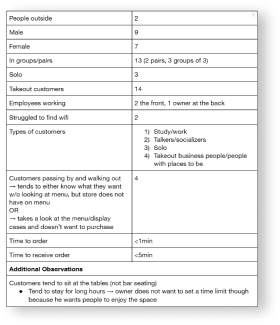 People outside 2
Male 9
Female 7
In groups/pairs 13 (2 pairs, 3 groups of 3)
Solo 3
Takeout customers 14
Employees working 2 the front, 1 owner at the back
Struggled to find wifi 2
Types of customers 1) Study/work
2) Talkers/socializers
3) Solo
4) Takeout business people/people
with places to be
Customers passing by and walking out 4
→ tends to either know what they want
w/o looking at menu, but store does not
have on menu
OR
→ takes a look at the menu/display
cases and doesn't want to purchase
Time to order <1min
Time to receive order <5min
Additional Observations
Customers tend to sit at the tables (not bar seating)
● Tend to stay for long hours → owner does not want to set a time limit though
because he wants people to enjoy the space